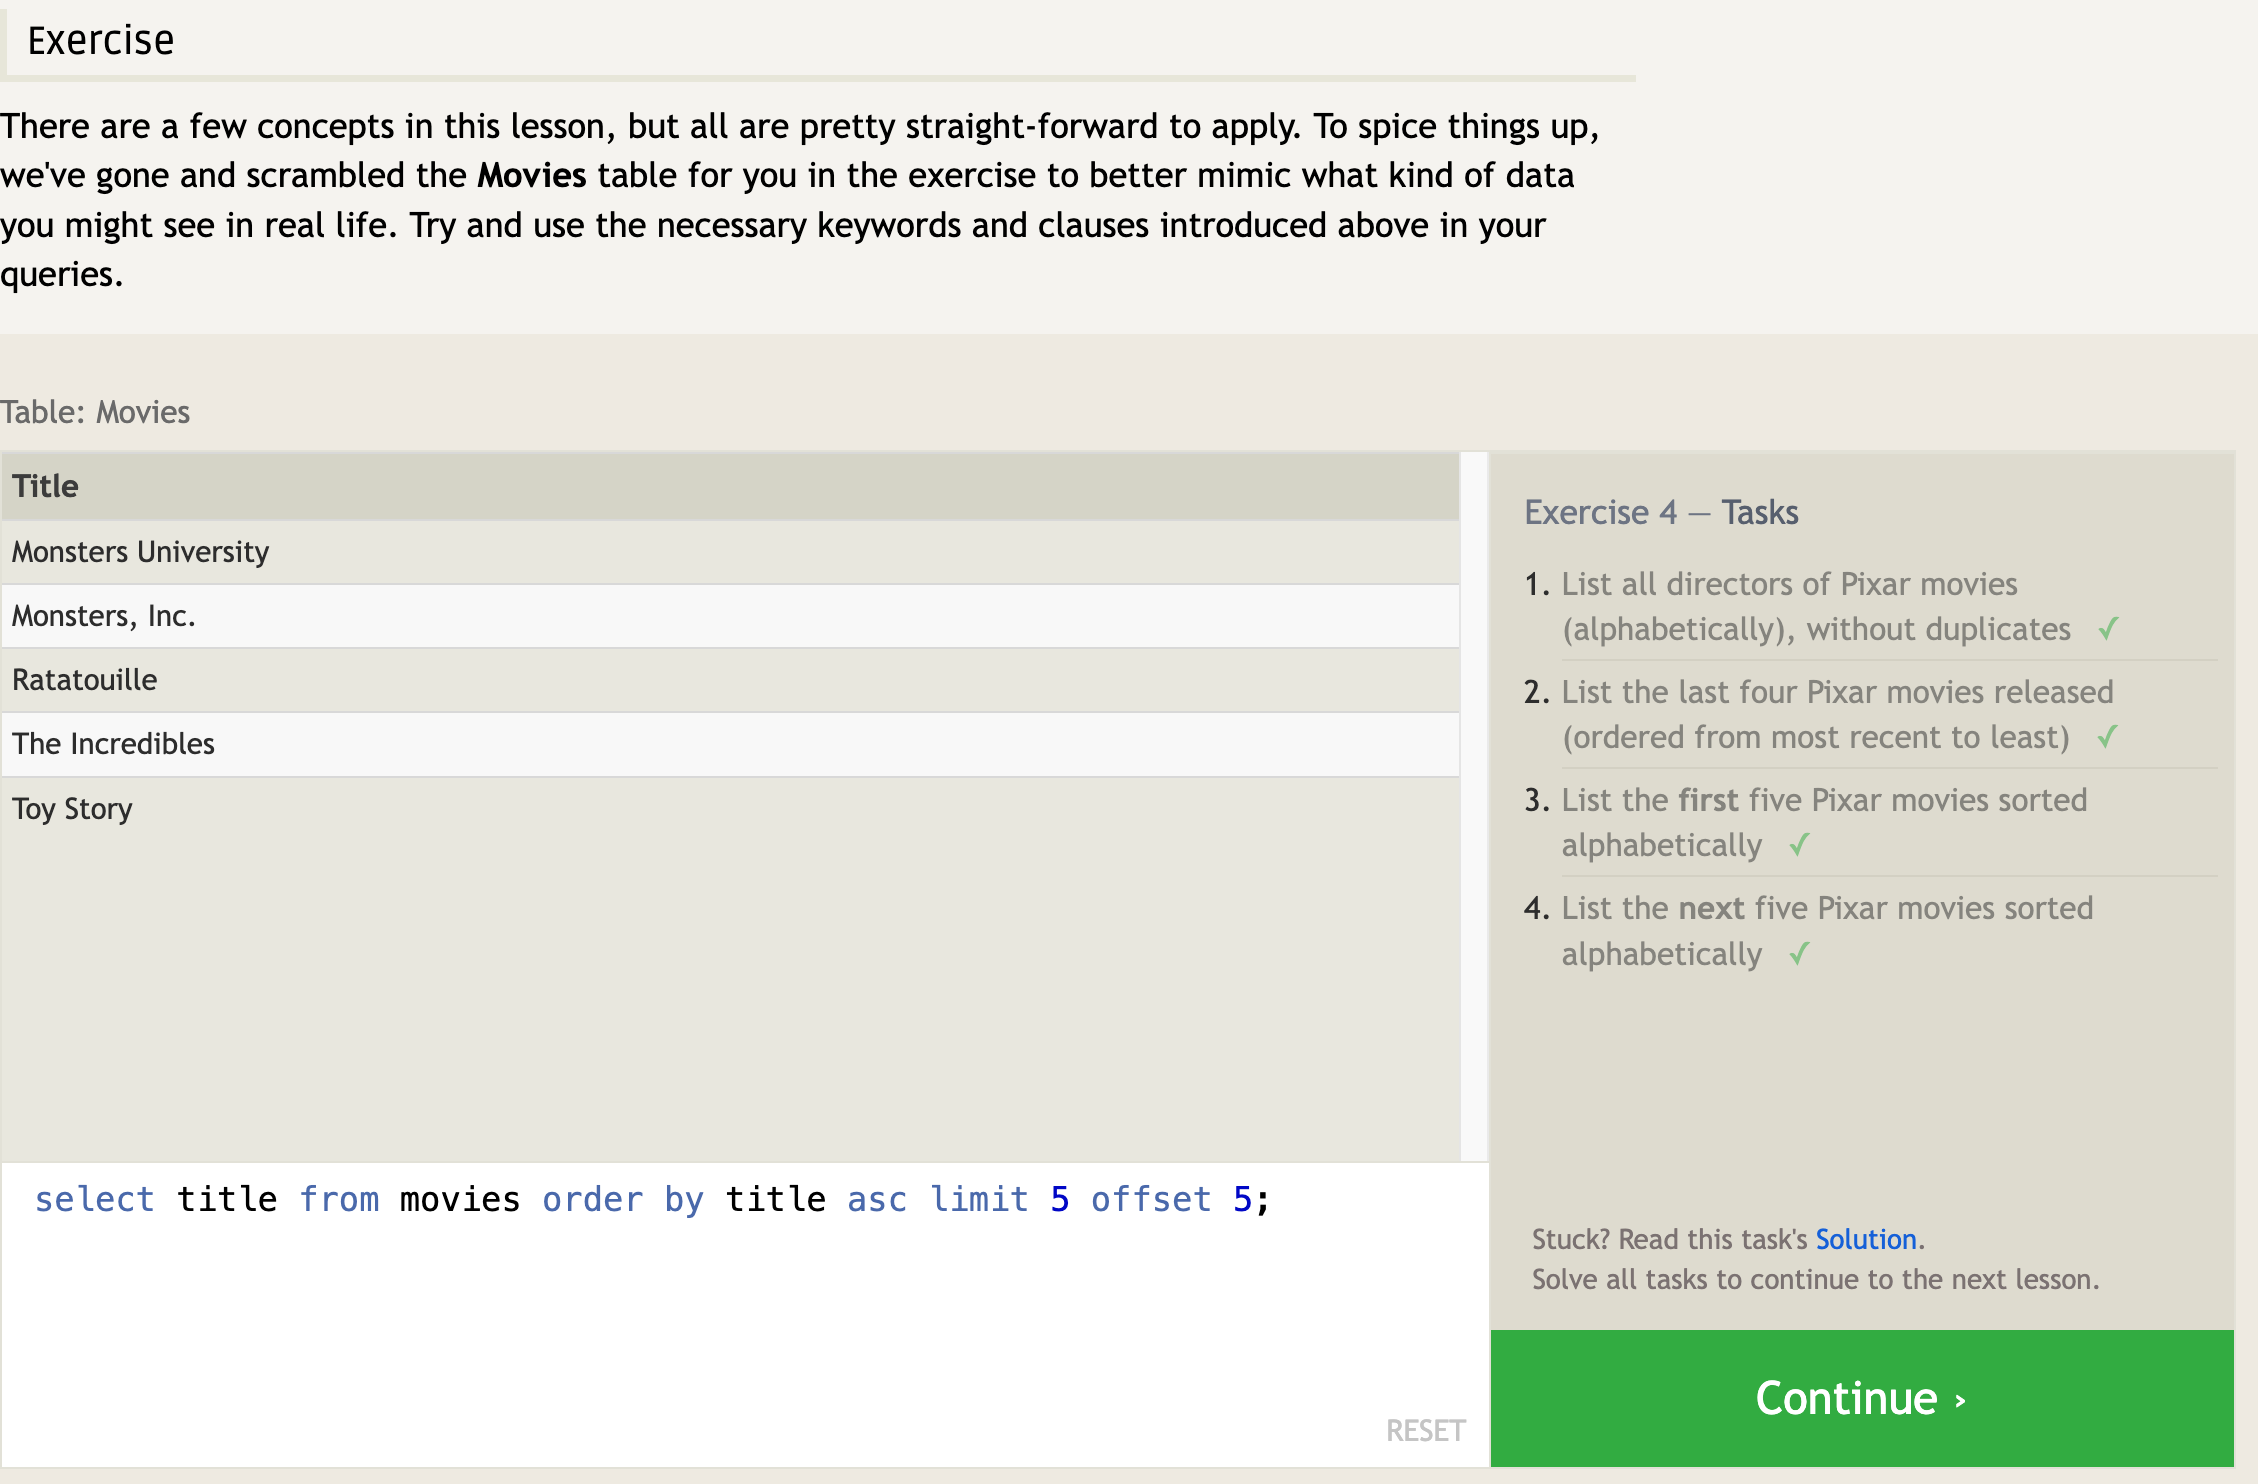 Exercise
There are a few concepts in this lesson, but all are pretty straight-forward to apply. To spice things up,
we've gone and scrambled the Movies table for you in the exercise to better mimic what kind of data
you might see in real life. Try and use the necessary keywords and clauses introduced above in your
queries.
Table: Movies
Title
Monsters University
Monsters, Inc.
Ratatouille
The Incredibles
Toy Story
select title from movies order by title asc limit 5 offset 5;
RESET
Exercise 4 — Tasks
1. List all directors of Pixar movies
(alphabetically), without duplicates ✓
2. List the last four Pixar movies released
(ordered from most recent to least) ✓
3. List the first five Pixar movies sorted
alphabetically ✓
4. List the next five Pixar movies sorted
alphabetically ✓
Stuck? Read this task's Solution.
Solve all tasks to continue to the next lesson.
Continue ›